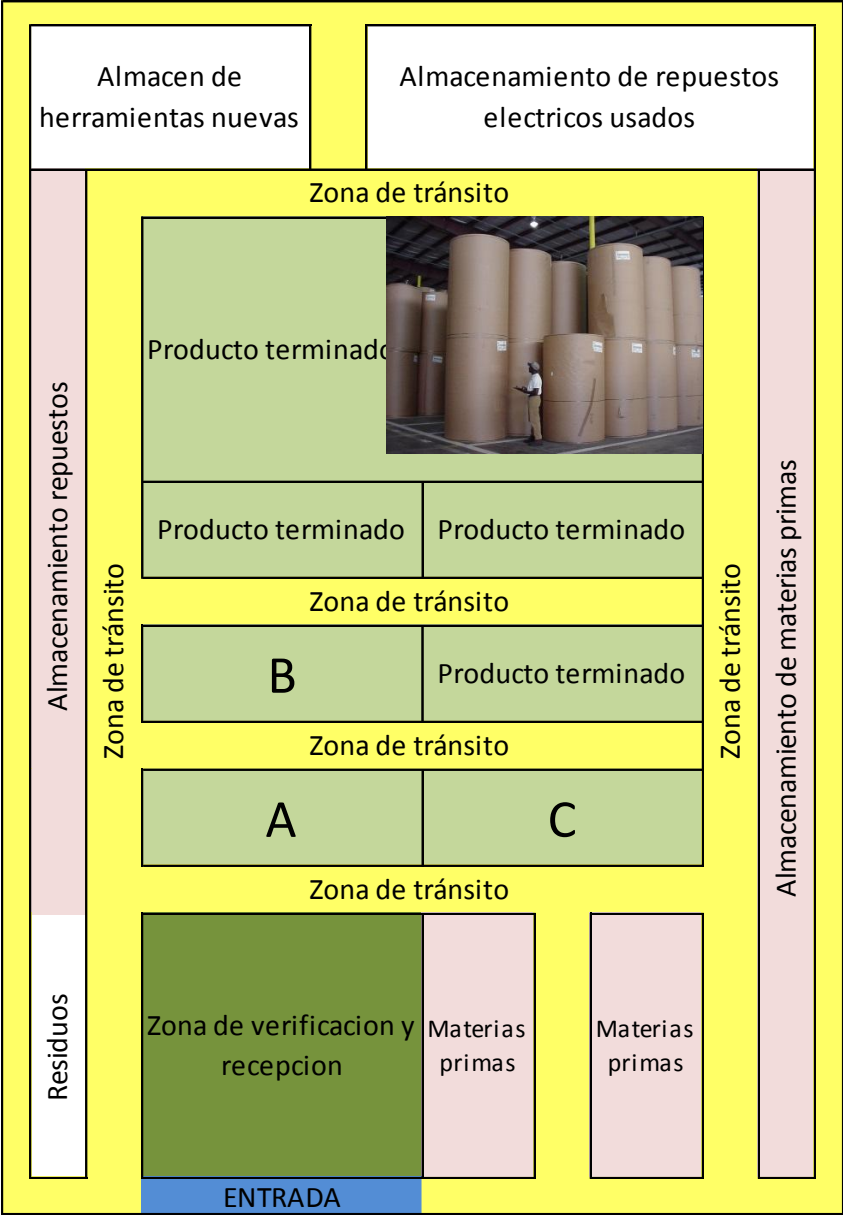 Almacen de
herramientas nuevas
Almacenamiento de repuestos
electricos usados
Zona de tránsito
Almacenamiento repuestos
Producto terminado
Producto terminado
Producto terminado
Zona de tránsito
Zona de tránsito
Zona de tránsito
Almacenamiento de materias primas
B
Producto terminado
Zona de tránsito
A
C
Zona de tránsito
Residuos
Zona de verificacion y
recepcion
Materias
primas
Materias
primas
ENTRADA